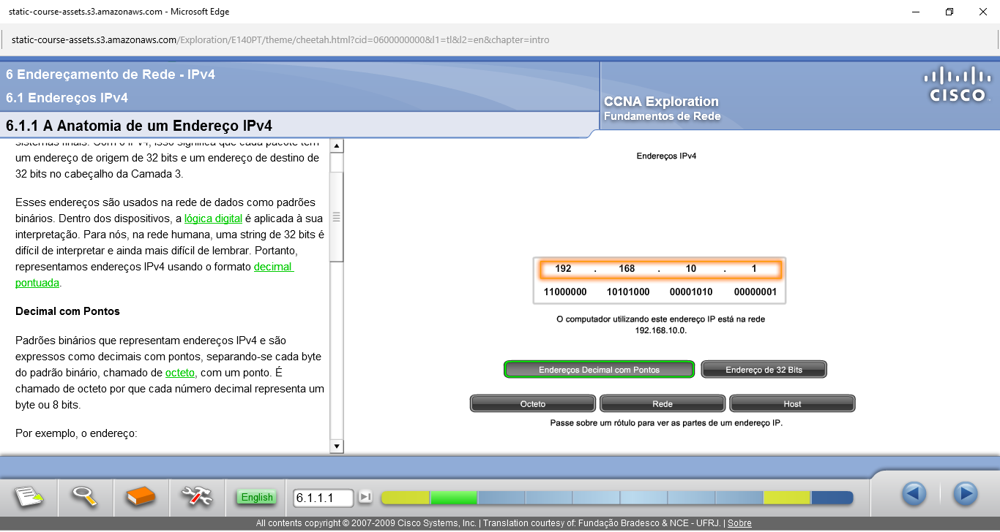 static-course-assets.s3.amazonaws.com - Microsoft Edge
static-course-assets.s3.amazonaws.com/Exploration/E140PT/theme/cheetah.html?cid=0600000000&l1=tl&l2=en&chapter=intro
6 Endereçamento de Rede - IPv4
6.1 Endereços IPv4
6.1.1 A Anatomia de um Endereço IPv4
CCNA Exploration
Fundamentos de Rede
CISCO
sistemas finais. Com o IPv4, isso significa que cada pacote tem
um endereço de origem de 32 bits e um endereço de destino de
32 bits no cabeçalho da Camada 3.
Esses endereços são usados na rede de dados como padrões
binários. Dentro dos dispositivos, a lógica digital é aplicada à sua
interpretação. Para nós, na rede humana, uma string de 32 bits é
difícil de interpretar e ainda mais difícil de lembrar. Portanto,
representamos endereços IPv4 usando o formato decimal
pontuada.
Decimal com Pontos
Padrões binários que representam endereços IPv4 e são
expressos como decimais com pontos, separando-se cada byte
do padrão binário, chamado de octeto, com um ponto. É
chamado de octeto por que cada número decimal representa um
byte ou 8 bits.
Por exemplo, o endereço:
Endereços IPv4
192 . 168 . 10 . 1
11000000 10101000 00001010 00000001
O computador utilizando este endereço IP está na rede
192.168.10.0.
Endereços Decimal com Pontos Endereço de 32 Bits
Octeto Rede Host
Passe sobre um rótulo para ver as partes de um endereço IP.
English 6.1.1.1
All contents copyright © 2007-2009 Cisco Systems, Inc. | Translation courtesy of: Fundação Bradesco & NCE - UFRJ. | Sobre